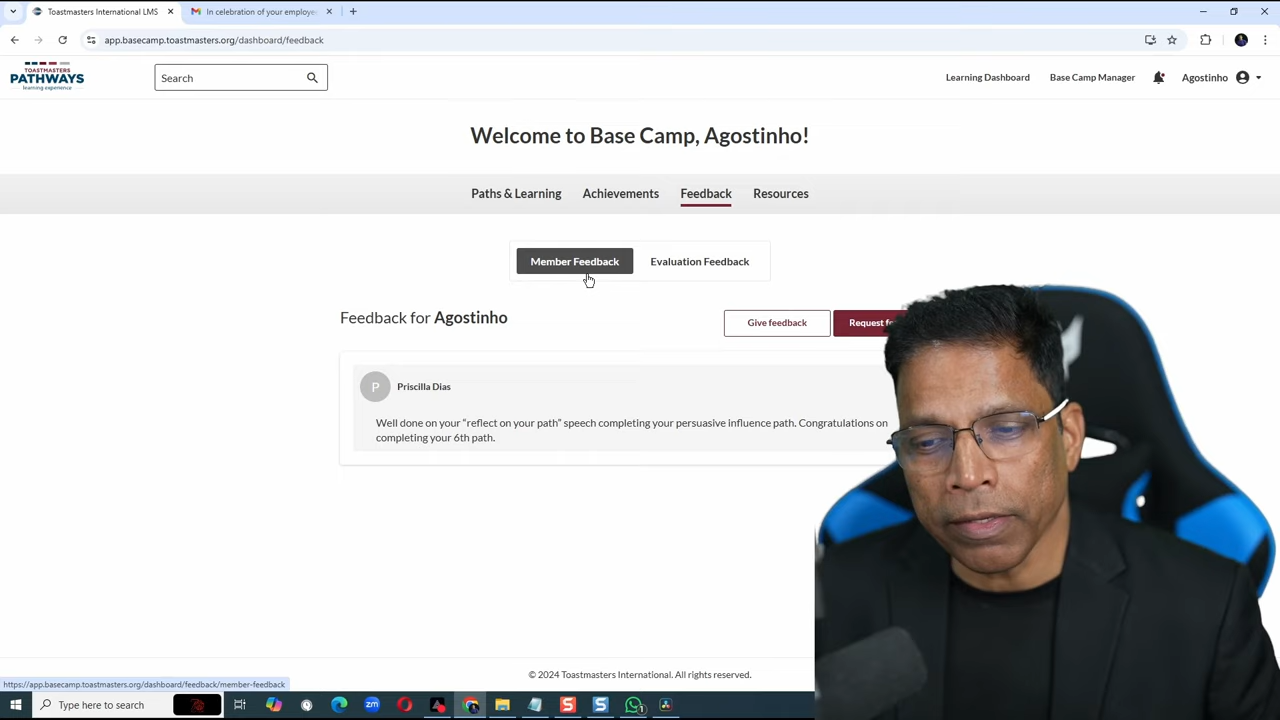 Toastmasters International LMS
In celebration of your employe
app.basecamp.toastmasters.org/dashboard/feedback
TOASTMASTERS
PATHWAYS
learning experience
Search
Learning Dashboard
Base Camp Manager
Agostinho
Welcome to Base Camp, Agostinho!
Paths & Learning
Achievements
Feedback
Resources
Member Feedback
Evaluation Feedback
Feedback for Agostinho
Give feedback
Request
P
Priscilla Dias
Well done on your “reflect on your path” speech completing your persuasive influence path. Congratulations on
completing your 6th path.
© 2024 Toastmasters International. All rights reserved.
https://app.basecamp.toastmasters.org/dashboard/feedback/member-feedback
Type here to search